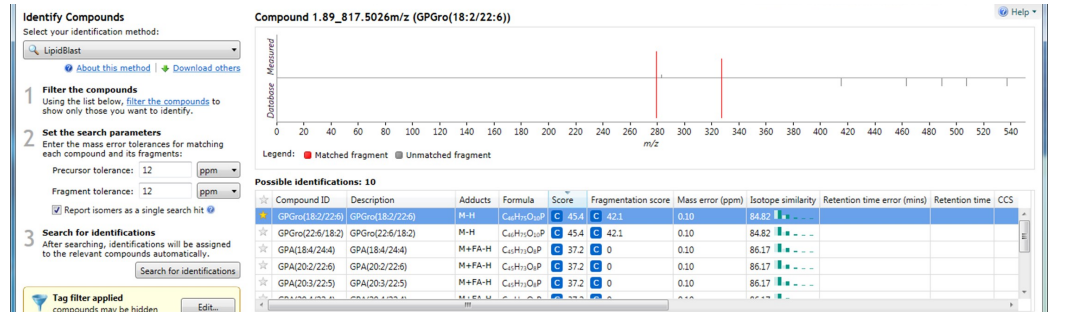 Identify Compounds
Select your identification method:
LipidBlast
About this method | Download others
1 Filter the compounds
Using the list below, filter the compounds to
show only those you want to identify.
2 Set the search parameters
Enter the mass error tolerances for matching
each compound and its fragments:
Precursor tolerance: 12 ppm
Fragment tolerance: 12 ppm
Report isomers as a single search hit
3 Search for identifications
After searching, identifications will be assigned
to the relevant compounds automatically.
Search for identifications
Tag filter applied
compounds may be hidden
Edit...
Help
Compound 1.89_817.5026m/z (GPGro(18:2/22:6))
Measured
Database
0 20 40 60 80 100 120 140 160 180 200 220 240 260 280 300 320 340 360 380 400 420 440 460 480 500 520 540
m/z
Legend: Matched fragment Unmatched fragment
Possible identifications: 10
Compound ID Description Adducts Formula Score Fragmentation score Mass error (ppm) Isotope similarity Retention time error (mins) Retention time CCS
GPGro(18:2/22:6) GPGro(18:2/22:6) M-H C₄₆H₇₅O₁₀P C 45.4 C 42.1 0.10 84.82
GPGro(22:6/18:2) GPGro(22:6/18:2) M-H C₄₆H₇₅O₁₀P C 45.4 C 42.1 0.10 84.82
GPA(18:4/24:4) GPA(18:4/24:4) M+FA-H C₄₅H₇₃O₈P C 37.2 C 0 0.10 86.17
GPA(20:2/22:6) GPA(20:2/22:6) M+FA-H C₄₅H₇₃O₈P C 37.2 C 0 0.10 86.17
GPA(20:3/22:5) GPA(20:3/22:5) M+FA-H C₄₅H₇₃O₈P C 37.2 C 0 0.10 86.17